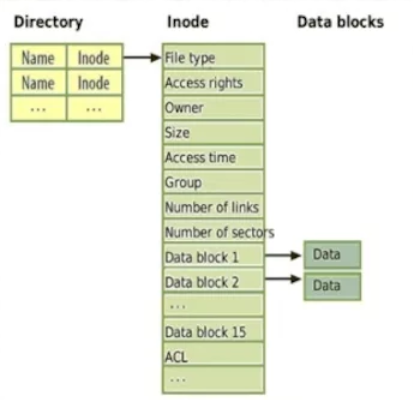 Directory Inode Data blocks
Name Inode
Name Inode
... ...
File type
Access rights
Owner
Size
Access time
Group
Number of links
Number of sectors
Data block 1
Data block 2
...
Data block 15
ACL
...
Data
Data